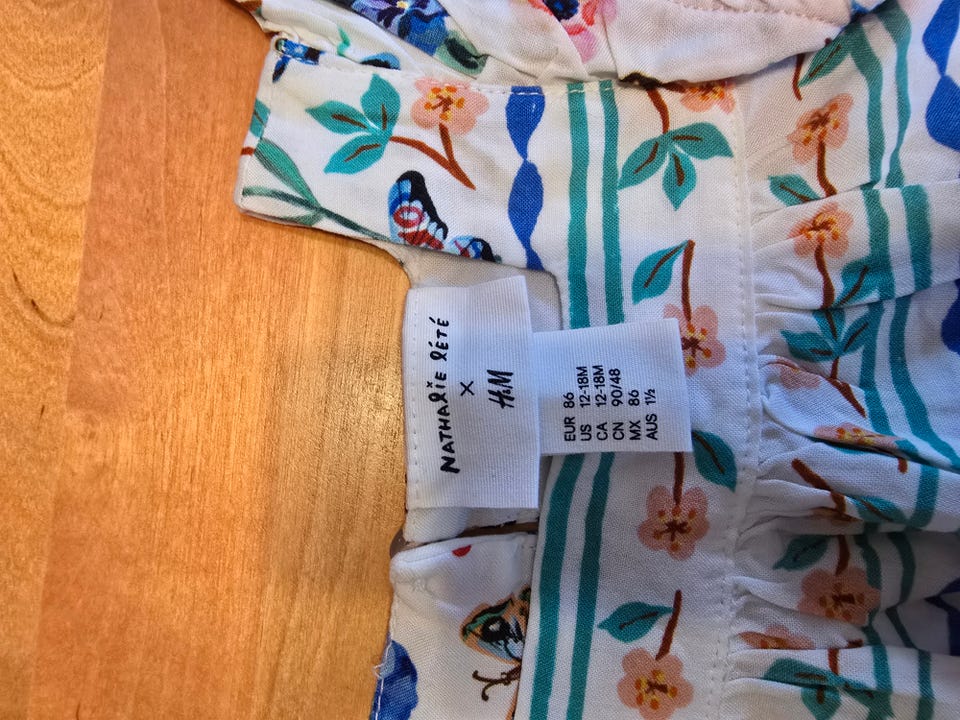 NATHALIE LÉTÉ
×
H&M
EUR 86
US 12-18M
CA 12-18M
CN 90/48
MX 86
AUS 1½